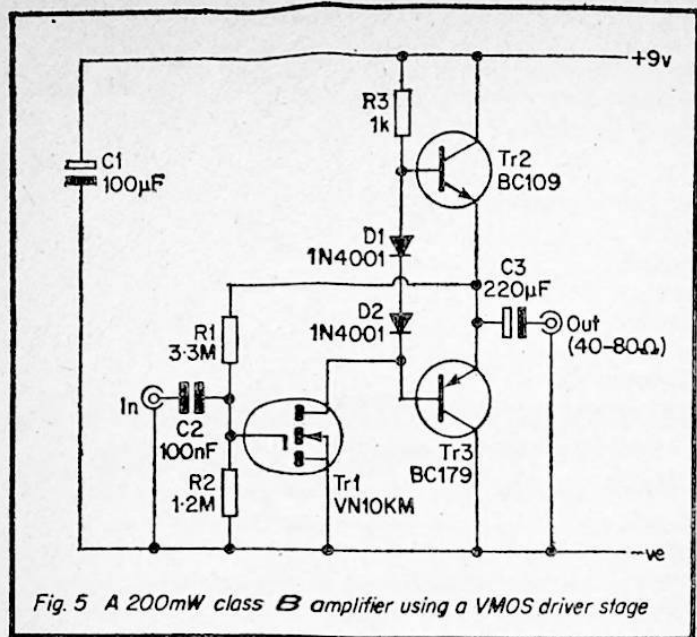 +9v
R3
1k
Tr2
BC109
C1
100µF
D1
1N4001
C3
220µF
D2
1N4001
Out
(40-80Ω)
R1
3·3M
In
C2
100nF
Tr3
BC179
R2
1·2M
Tr1
VN10KM
-ve
Fig. 5 A 200mW class B amplifier using a VMOS driver stage